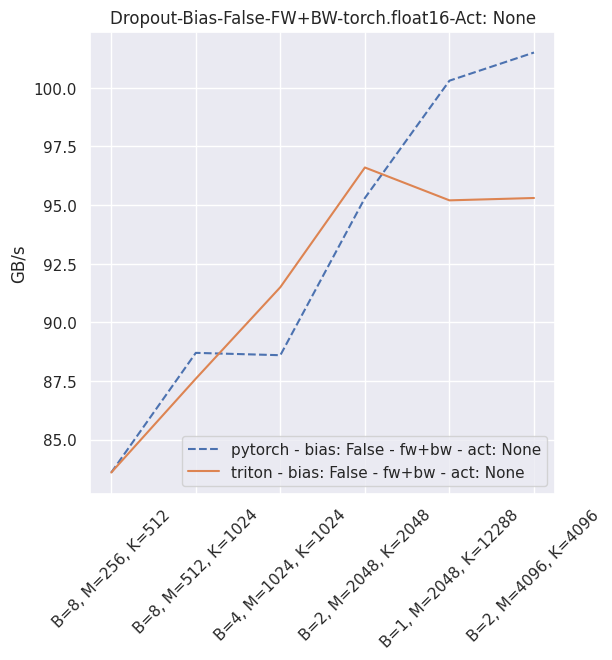 Dropout-Bias-False-FW+BW-torch.float16-Act: None
100.0
97.5
95.0
92.5
90.0
87.5
85.0
GB/s
pytorch - bias: False - fw+bw - act: None
triton - bias: False - fw+bw - act: None
B=8, M=256, K=512
B=8, M=512, K=1024
B=4, M=1024, K=1024
B=2, M=2048, K=2048
B=1, M=2048, K=12288
B=2, M=4096, K=4096